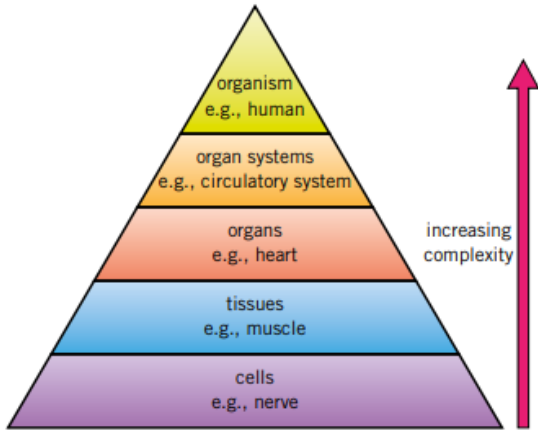 organism
e.g., human
organ systems
e.g., circulatory system
organs
e.g., heart
increasing
complexity
tissues
e.g., muscle
cells
e.g., nerve